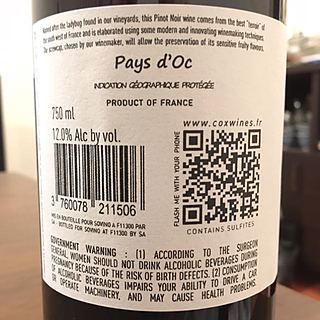 Named after the ladybug found in our vineyards, this Pinot Noir wine comes from the best "terroir" of
the south west of France and is elaborated using some modern and innovating winemaking techniques.
The screwcap, chosen by our winemaker, will allow the preservation of its sensitive fruity flavours.
Pays d'Oc
INDICATION GÉOGRAPHIQUE PROTÉGÉE
PRODUCT OF FRANCE
750 ml
12.0% Alc by vol.
www.coxwines.fr
FLASH ME WITH YOUR PHONE
3 760078 211506
CONTAINS SULFITES
MIS EN BOUTEILLE POUR SOVINO A F11300 PAR
SA - BOTTLED FOR SOVINO AT F11300 BY SA
GOVERNMENT WARNING : (1) ACCORDING TO THE SURGEON
GENERAL, WOMEN SHOULD NOT DRINK ALCOHOLIC BEVERAGES DURING
PREGNANCY BECAUSE OF THE RISK OF BIRTH DEFECTS. (2) CONSUMPTION
OF ALCOHOLIC BEVERAGES IMPAIRS YOUR ABILITY TO DRIVE A CAR
OR OPERATE MACHINERY, AND MAY CAUSE HEALTH PROBLEMS.